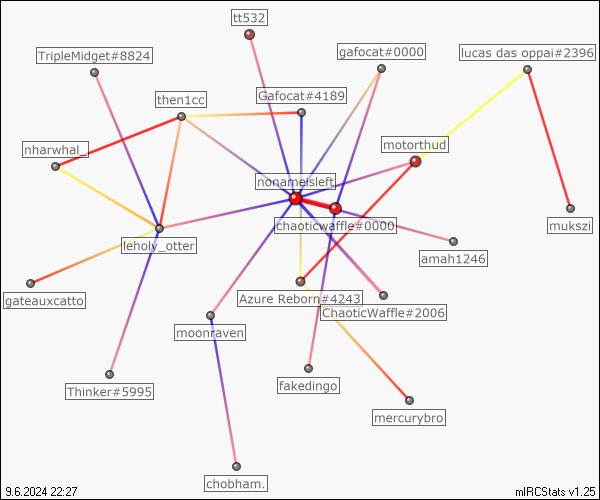 tt532
TripleMidget#8824
gafocat#0000
lucas das oppai#2396
then1cc
Gafocat#4189
nharwhal_
motorthud
nonameisleft
chaoticwaffle#0000
mukszi
leholy_otter
amah1246
gateauxcatto
Azure Reborn#4243
ChaoticWaffle#2006
moonraven
Thinker#5995
fakedingo
mercurybro
chobham.
9.6.2024 22:27
mIRCStats v1.25